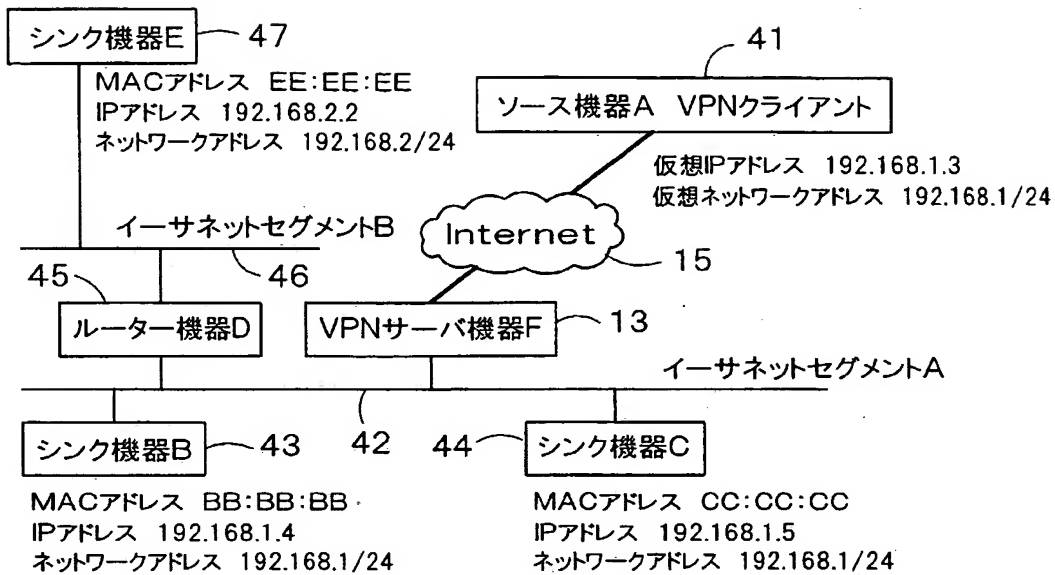 シンク機器E
47
MACアドレス EE:EE:EE
IPアドレス 192.168.2.2
ネットワークアドレス 192.168.2/24
41
ソース機器A VPNクライアント
仮想IPアドレス 192.168.1.3
仮想ネットワークアドレス 192.168.1/24
イーサネットセグメントB
Internet
45
46
15
ルーター機器D
VPNサーバ機器F
13
イーサネットセグメントA
シンク機器B
43
42
44
シンク機器C
MACアドレス BB:BB:BB
IPアドレス 192.168.1.4
ネットワークアドレス 192.168.1/24
MACアドレス CC:CC:CC
IPアドレス 192.168.1.5
ネットワークアドレス 192.168.1/24